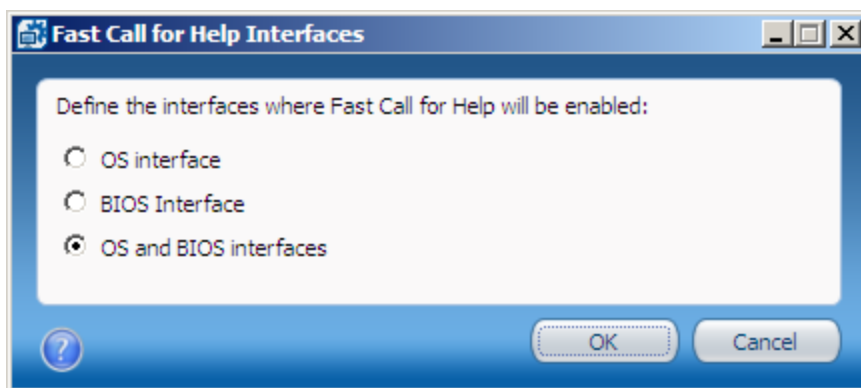 Fast Call for Help Interfaces
Define the interfaces where Fast Call for Help will be enabled:
OS interface
BIOS Interface
OS and BIOS interfaces
?
OK
Cancel